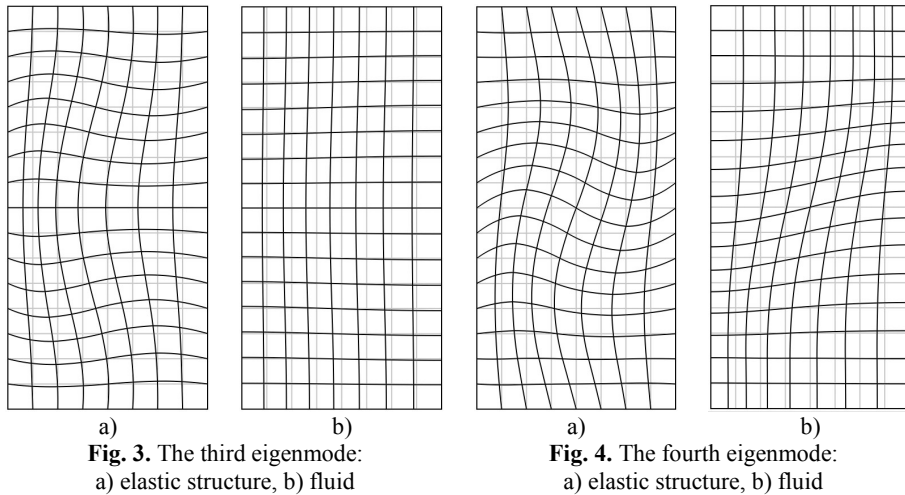 a)
b)
Fig. 3. The third eigenmode:
a) elastic structure, b) fluid
a)
b)
Fig. 4. The fourth eigenmode:
a) elastic structure, b) fluid